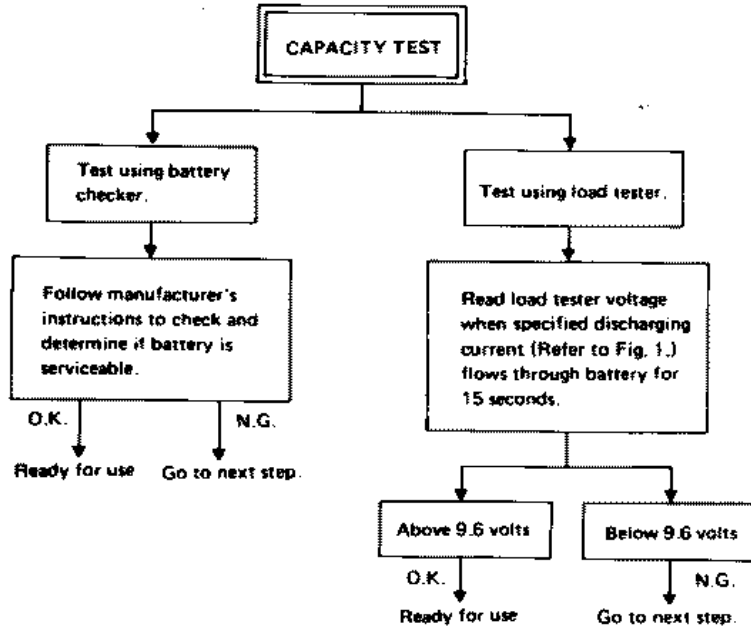 CAPACITY TEST
Test using battery
checker.
Follow manufacturer's
instructions to check and
determine if battery is
serviceable.
O.K.
N.G.
Ready for use
Go to next step.
Test using load tester.
Read load tester voltage
when specified discharging
current (Refer to Fig. 1.)
flows through battery for
15 seconds.
Above 9.6 volts
Below 9.6 volts
O.K.
N.G.
Ready for use
Go to next step.